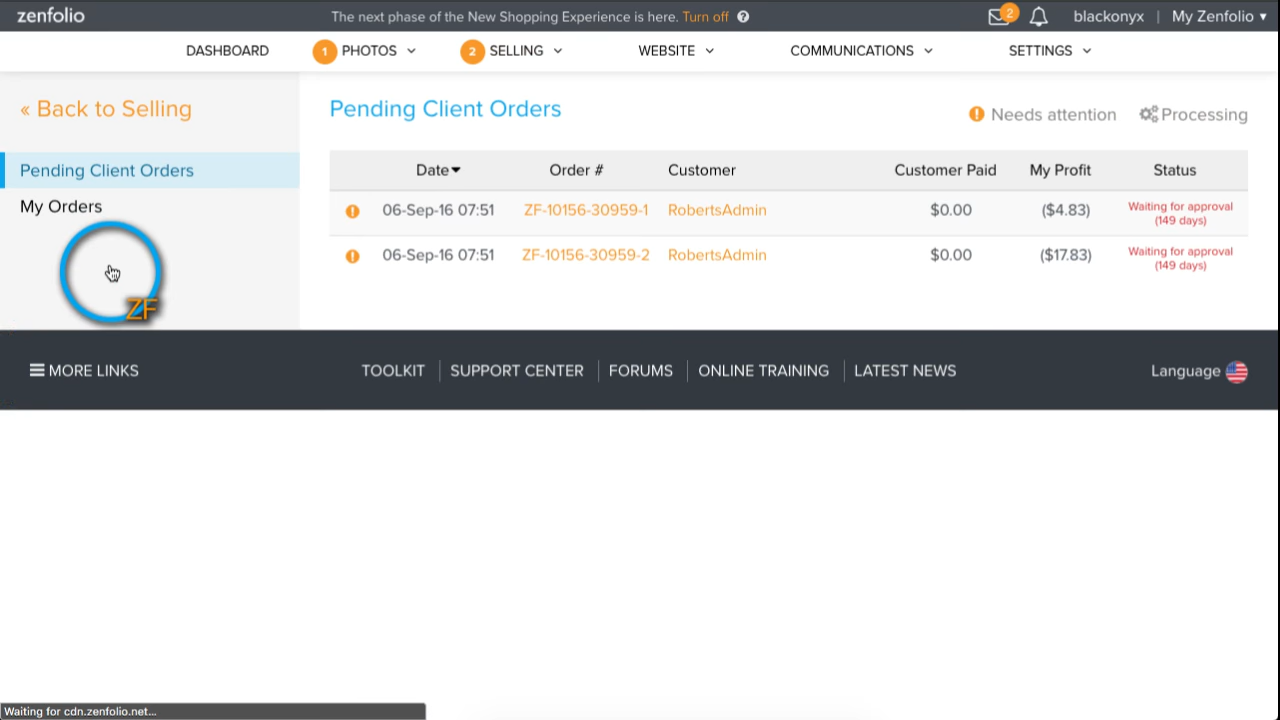 zenfolio
The next phase of the New Shopping Experience is here. Turn off ?
2
blackonyx | My Zenfolio
DASHBOARD
1 PHOTOS
2 SELLING
WEBSITE
COMMUNICATIONS
SETTINGS
« Back to Selling
Pending Client Orders
My Orders
ZF
Pending Client Orders
! Needs attention
Processing
Date Order # Customer Customer Paid My Profit Status
! 06-Sep-16 07:51 ZF-10156-30959-1 RobertsAdmin $0.00 ($4.83) Waiting for approval
(149 days)
! 06-Sep-16 07:51 ZF-10156-30959-2 RobertsAdmin $0.00 ($17.83) Waiting for approval
(149 days)
MORE LINKS
TOOLKIT | SUPPORT CENTER | FORUMS | ONLINE TRAINING | LATEST NEWS
Language
Waiting for cdn.zenfolio.net...